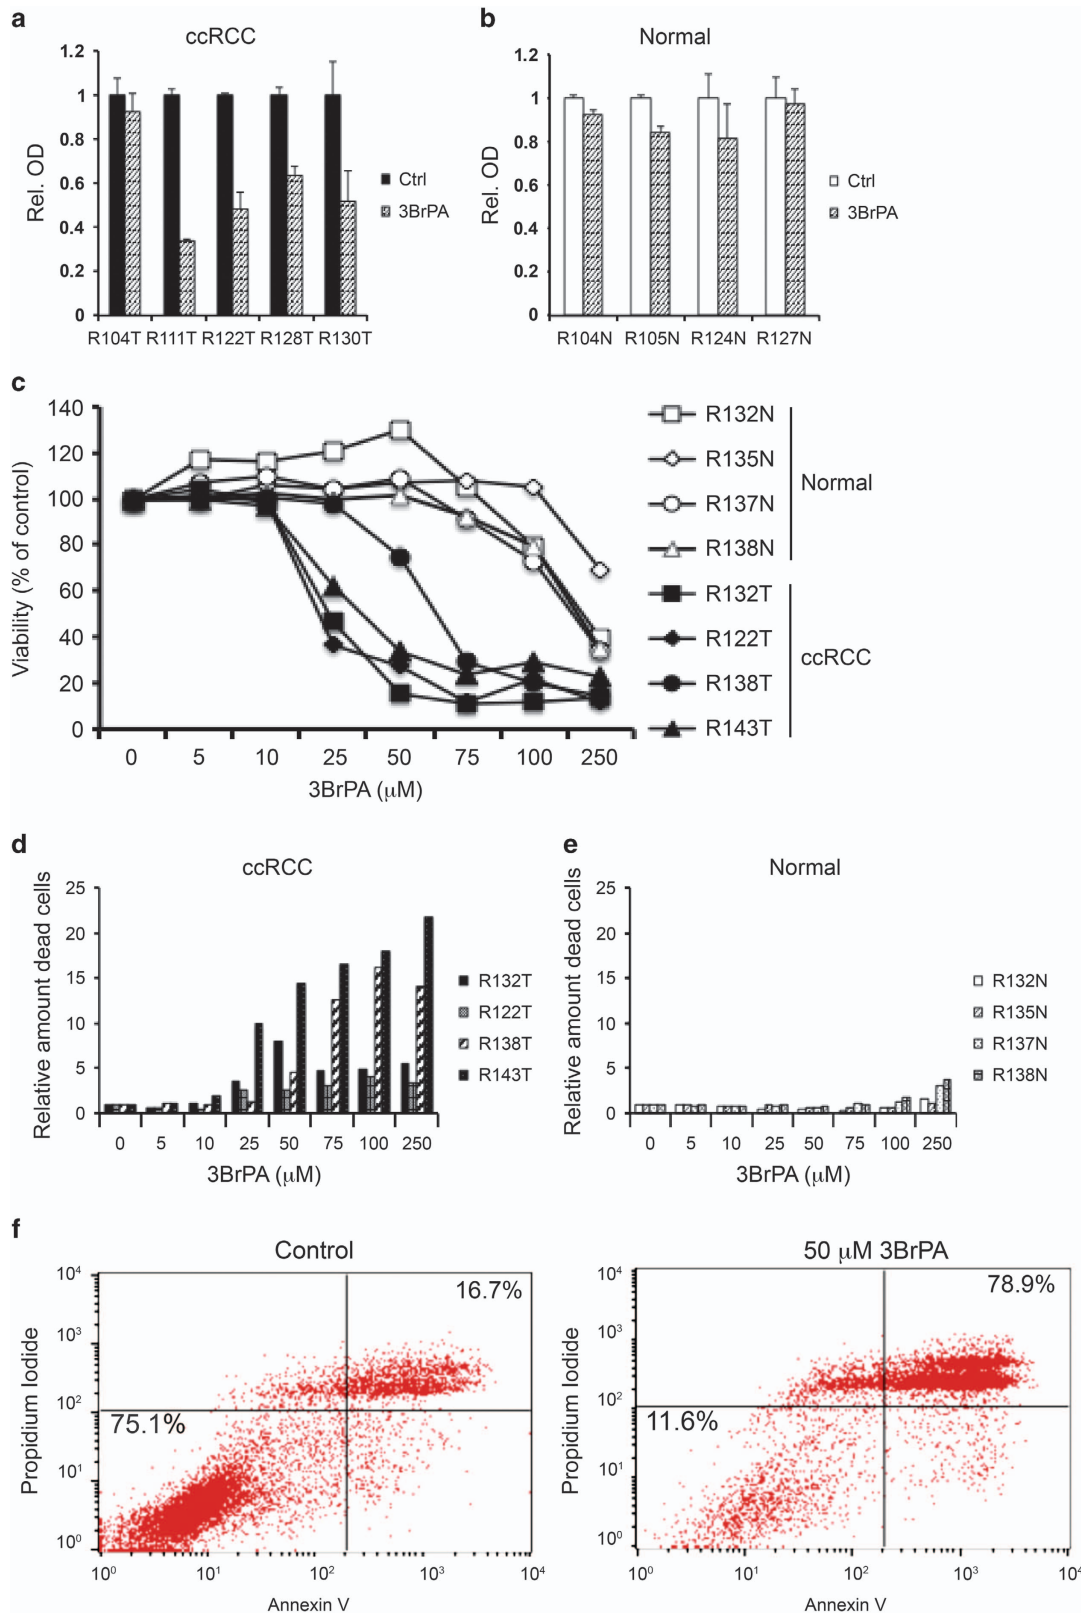 a
ccRCC
1.2
1
0.8
0.6
0.4
0.2
0
Rel. OD
Ctrl
3BrPA
R104T R111T R122T R128T R130T
b
Normal
1.2
1
0.8
0.6
0.4
0.2
0
Rel. OD
Ctrl
3BrPA
R104N R105N R124N R127N
c
140
120
100
80
60
40
20
0
Viability (% of control)
0 5 10 25 50 75 100 250
3BrPA (μM)
R132N
R135N
R137N
R138N
Normal
R132T
R122T
R138T
R143T
ccRCC
d
ccRCC
25
20
15
10
5
0
Relative amount dead cells
0 5 10 25 50 75 100 250
3BrPA (μM)
R132T
R122T
R138T
R143T
e
Normal
25
20
15
10
5
0
Relative amount dead cells
0 5 10 25 50 75 100 250
3BrPA (μM)
R132N
R135N
R137N
R138N
f
Control
10⁴
10³
10²
10¹
10⁰
Propidium Iodide
16.7%
75.1%
10⁰ 10¹ 10² 10³ 10⁴
Annexin V
50 μM 3BrPA
10⁴
10³
10²
10¹
10⁰
Propidium Iodide
78.9%
11.6%
10⁰ 10¹ 10² 10³ 10⁴
Annexin V